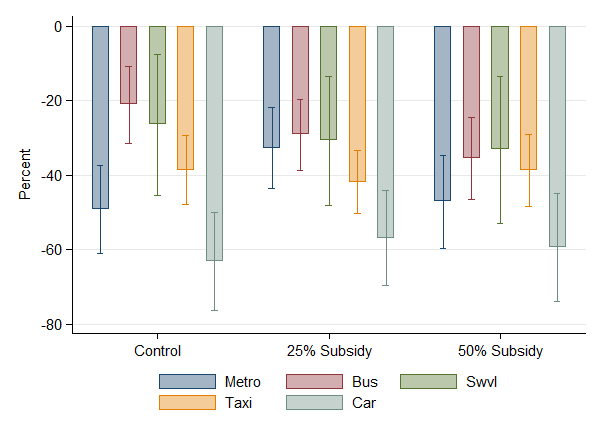 0
-20
-40
-60
-80
Percent
Control 25% Subsidy 50% Subsidy
Metro Bus Swvl
Taxi Car